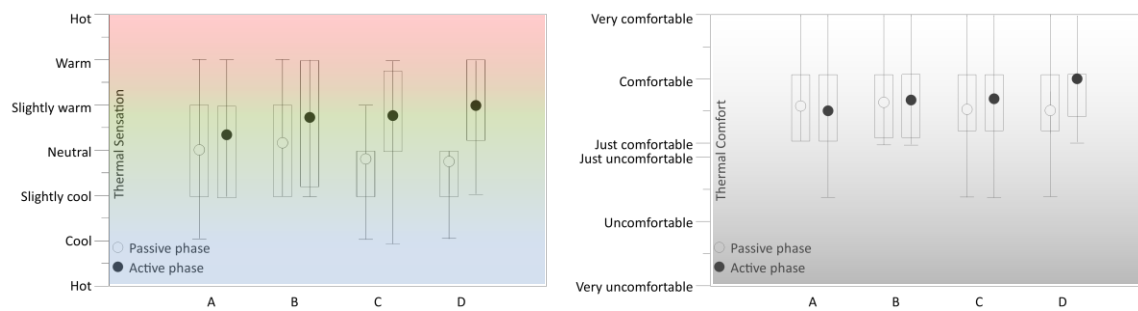 Hot
Warm
Slightly warm
Neutral
Slightly cool
Cool
Hot
Thermal Sensation
Passive phase
Active phase
A B C D
Very comfortable
Comfortable
Just comfortable
Just uncomfortable
Uncomfortable
Very uncomfortable
Thermal Comfort
Passive phase
Active phase
A B C D